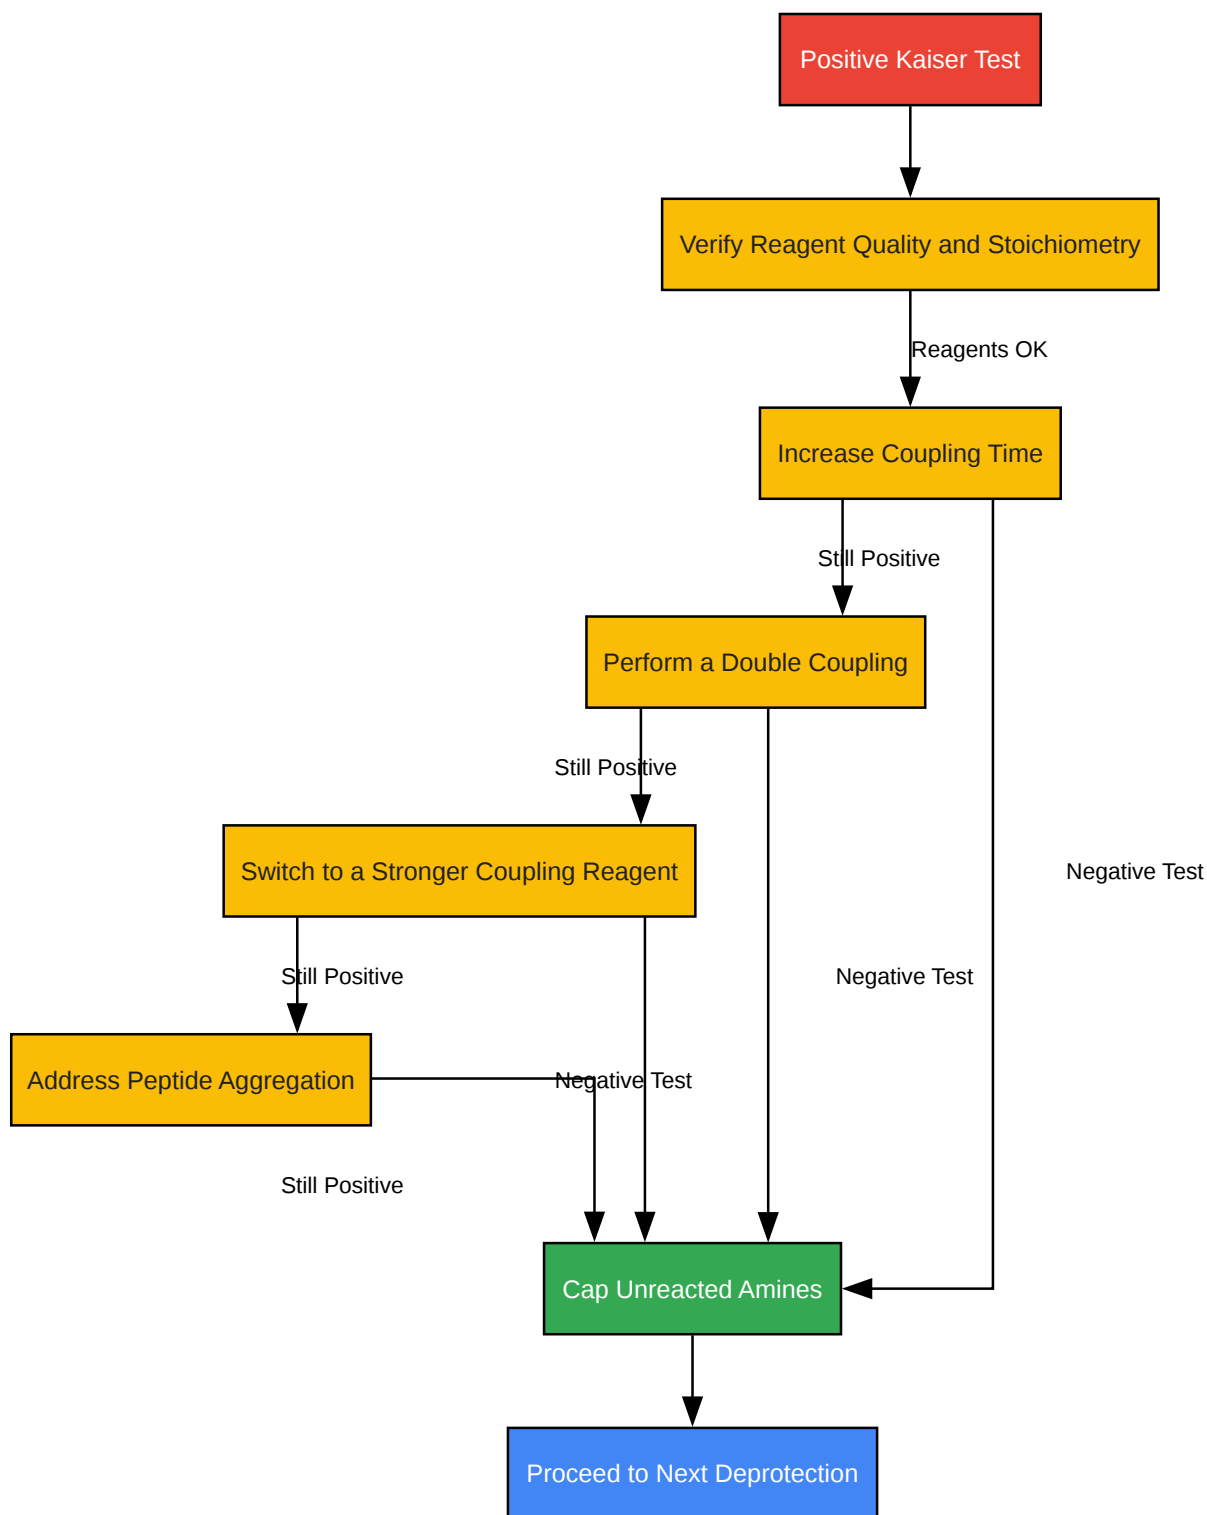 Positive Kaiser Test
Verify Reagent Quality and Stoichiometry
Reagents OK
Increase Coupling Time
Still Positive
Perform a Double Coupling
Still Positive
Switch to a Stronger Coupling Reagent
Negative Test
Still Positive
Negative Test
Address Peptide Aggregation
Negative Test
Still Positive
Cap Unreacted Amines
Proceed to Next Deprotection